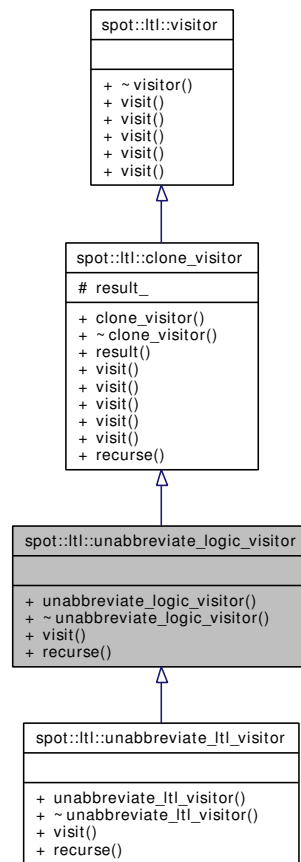 spot::ltl::visitor
+ ~ visitor()
+ visit()
+ visit()
+ visit()
+ visit()
+ visit()
spot::ltl::clone_visitor
# result_
+ clone_visitor()
+ ~ clone_visitor()
+ result()
+ visit()
+ visit()
+ visit()
+ visit()
+ visit()
+ recurse()
spot::ltl::unabbreviate_logic_visitor
+ unabbreviate_logic_visitor()
+ ~ unabbreviate_logic_visitor()
+ visit()
+ recurse()
spot::ltl::unabbreviate_ltl_visitor
+ unabbreviate_ltl_visitor()
+ ~ unabbreviate_ltl_visitor()
+ visit()
+ recurse()